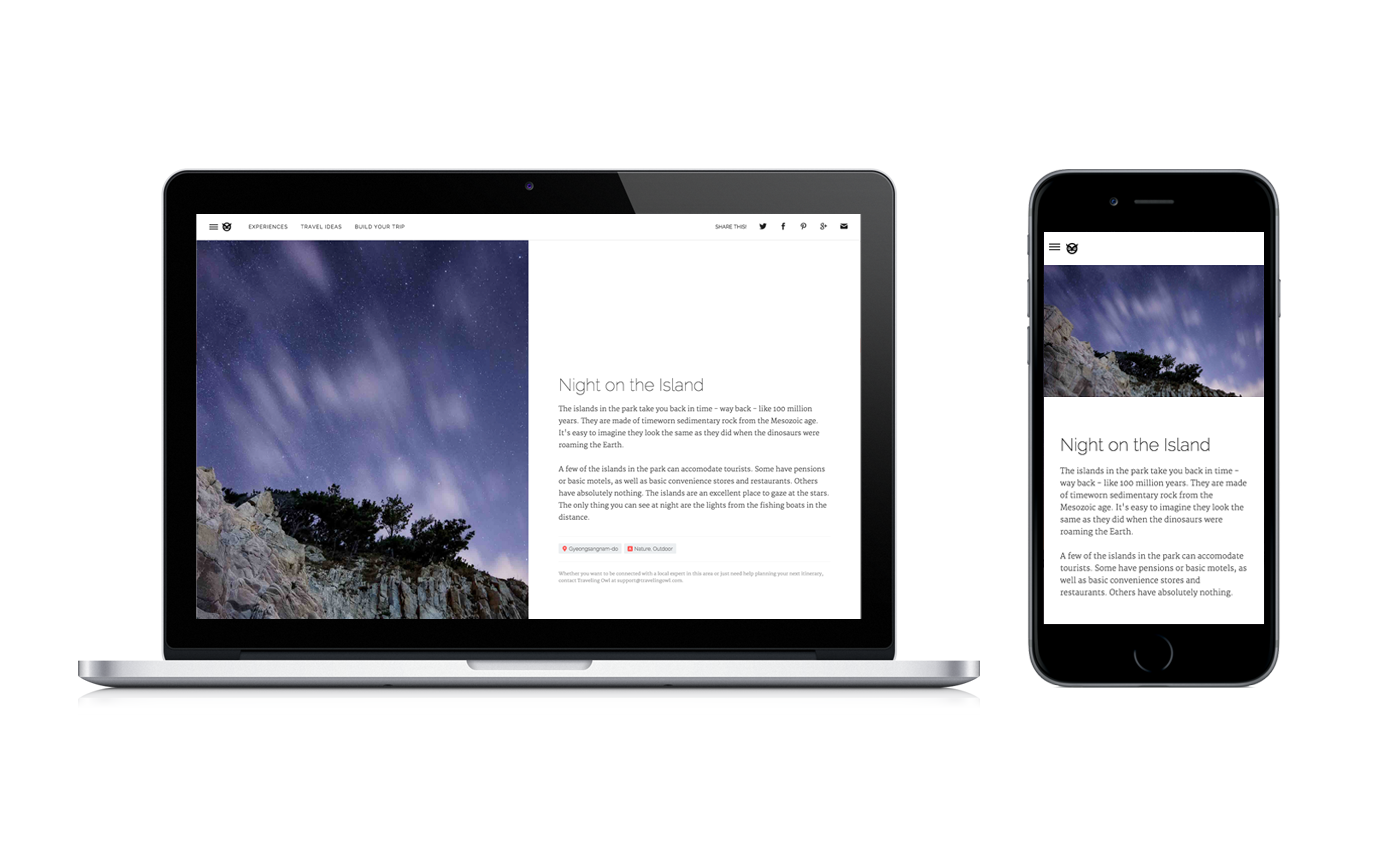 EXPERIENCES TRAVEL IDEAS BUILD YOUR TRIP SHARE THIS!
Night on the Island
The islands in the park take you back in time - way back - like 100 million
years. They are made of timeworn sedimentary rock from the Mesozoic age.
It's easy to imagine they look the same as they did when the dinosaurs were
roaming the Earth.
A few of the islands in the park can accomodate tourists. Some have pensions
or basic motels, as well as basic convenience stores and restaurants. Others
have absolutely nothing. The islands are an excellent place to gaze at the stars.
The only thing you can see at night are the lights from the fishing boats in the
distance.
Gyeongsangnam-do Nature, Outdoor
Whether you want to be connected with a local expert in this area or just need help planning your next itinerary,
contact Traveling Owl at support@travelingowl.com.
Night on the Island
The islands in the park take you back in time -
way back - like 100 million years. They are made
of timeworn sedimentary rock from the
Mesozoic age. It's easy to imagine they look the
same as they did when the dinosaurs were
roaming the Earth.
A few of the islands in the park can accomodate
tourists. Some have pensions or basic motels, as
well as basic convenience stores and
restaurants. Others have absolutely nothing.